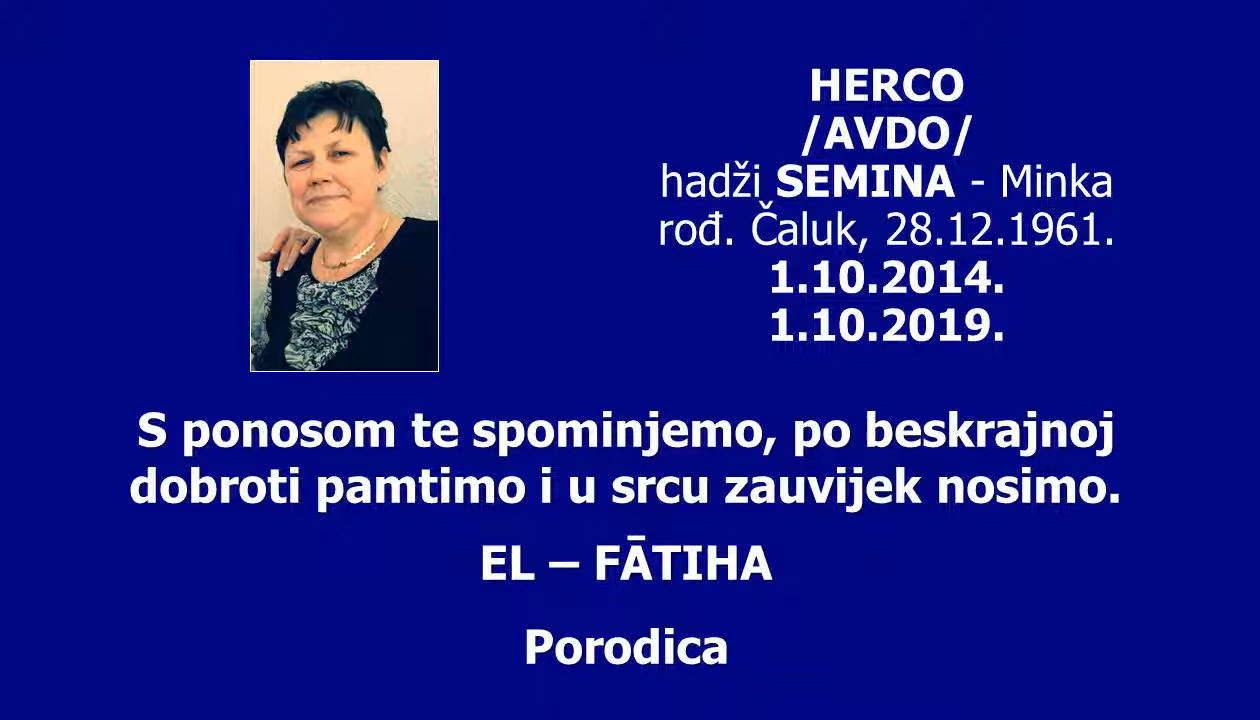 HERCO
/AVDO/
hadži SEMINA - Minka
rođ. Čaluk, 28.12.1961.
1.10.2014.
1.10.2019.
S ponosom te spominjemo, po beskrajnoj
dobroti pamtimo i u srcu zauvijek nosimo.
EL – FĀTIHA
Porodica